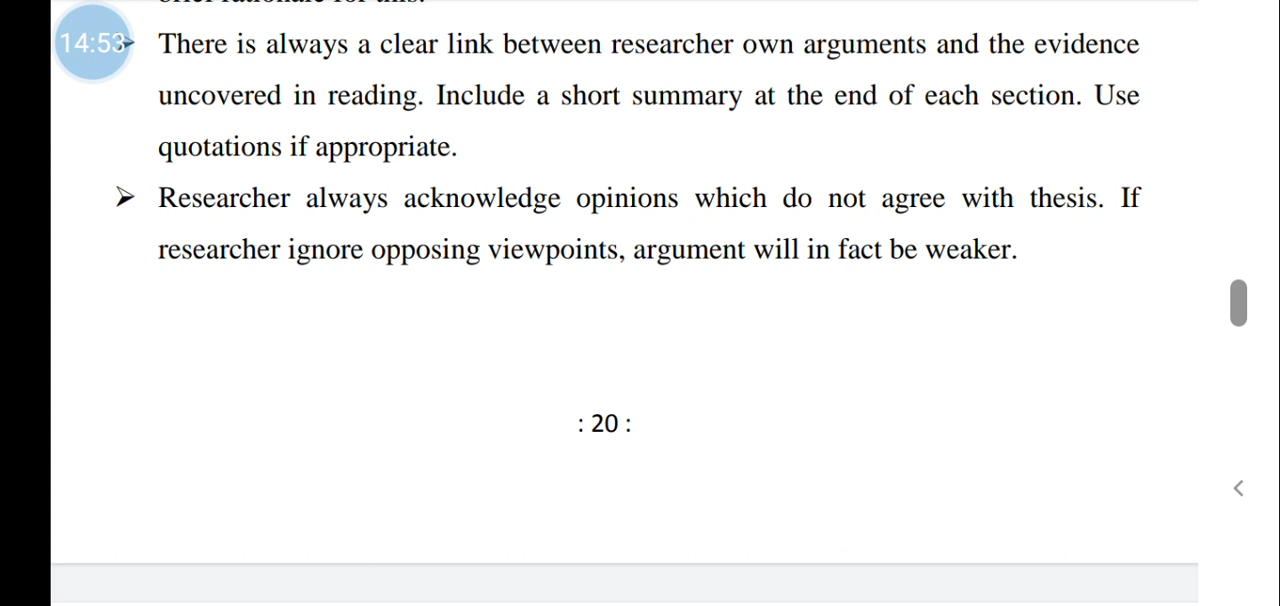 14:53
➤ There is always a clear link between researcher own arguments and the evidence
uncovered in reading. Include a short summary at the end of each section. Use
quotations if appropriate.
➤ Researcher always acknowledge opinions which do not agree with thesis. If
researcher ignore opposing viewpoints, argument will in fact be weaker.
: 20 :